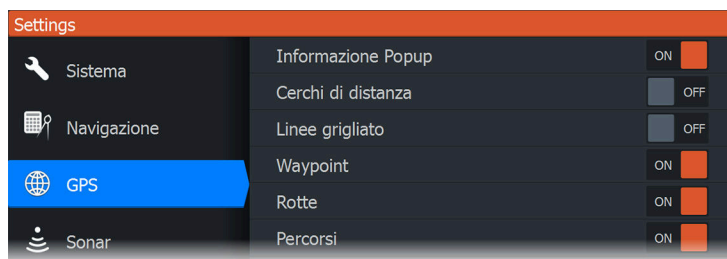 Settings
Sistema
Navigazione
GPS
Sonar
Informazione Popup ON
Cerchi di distanza OFF
Linee grigliato OFF
Waypoint ON
Rotte ON
Percorsi ON